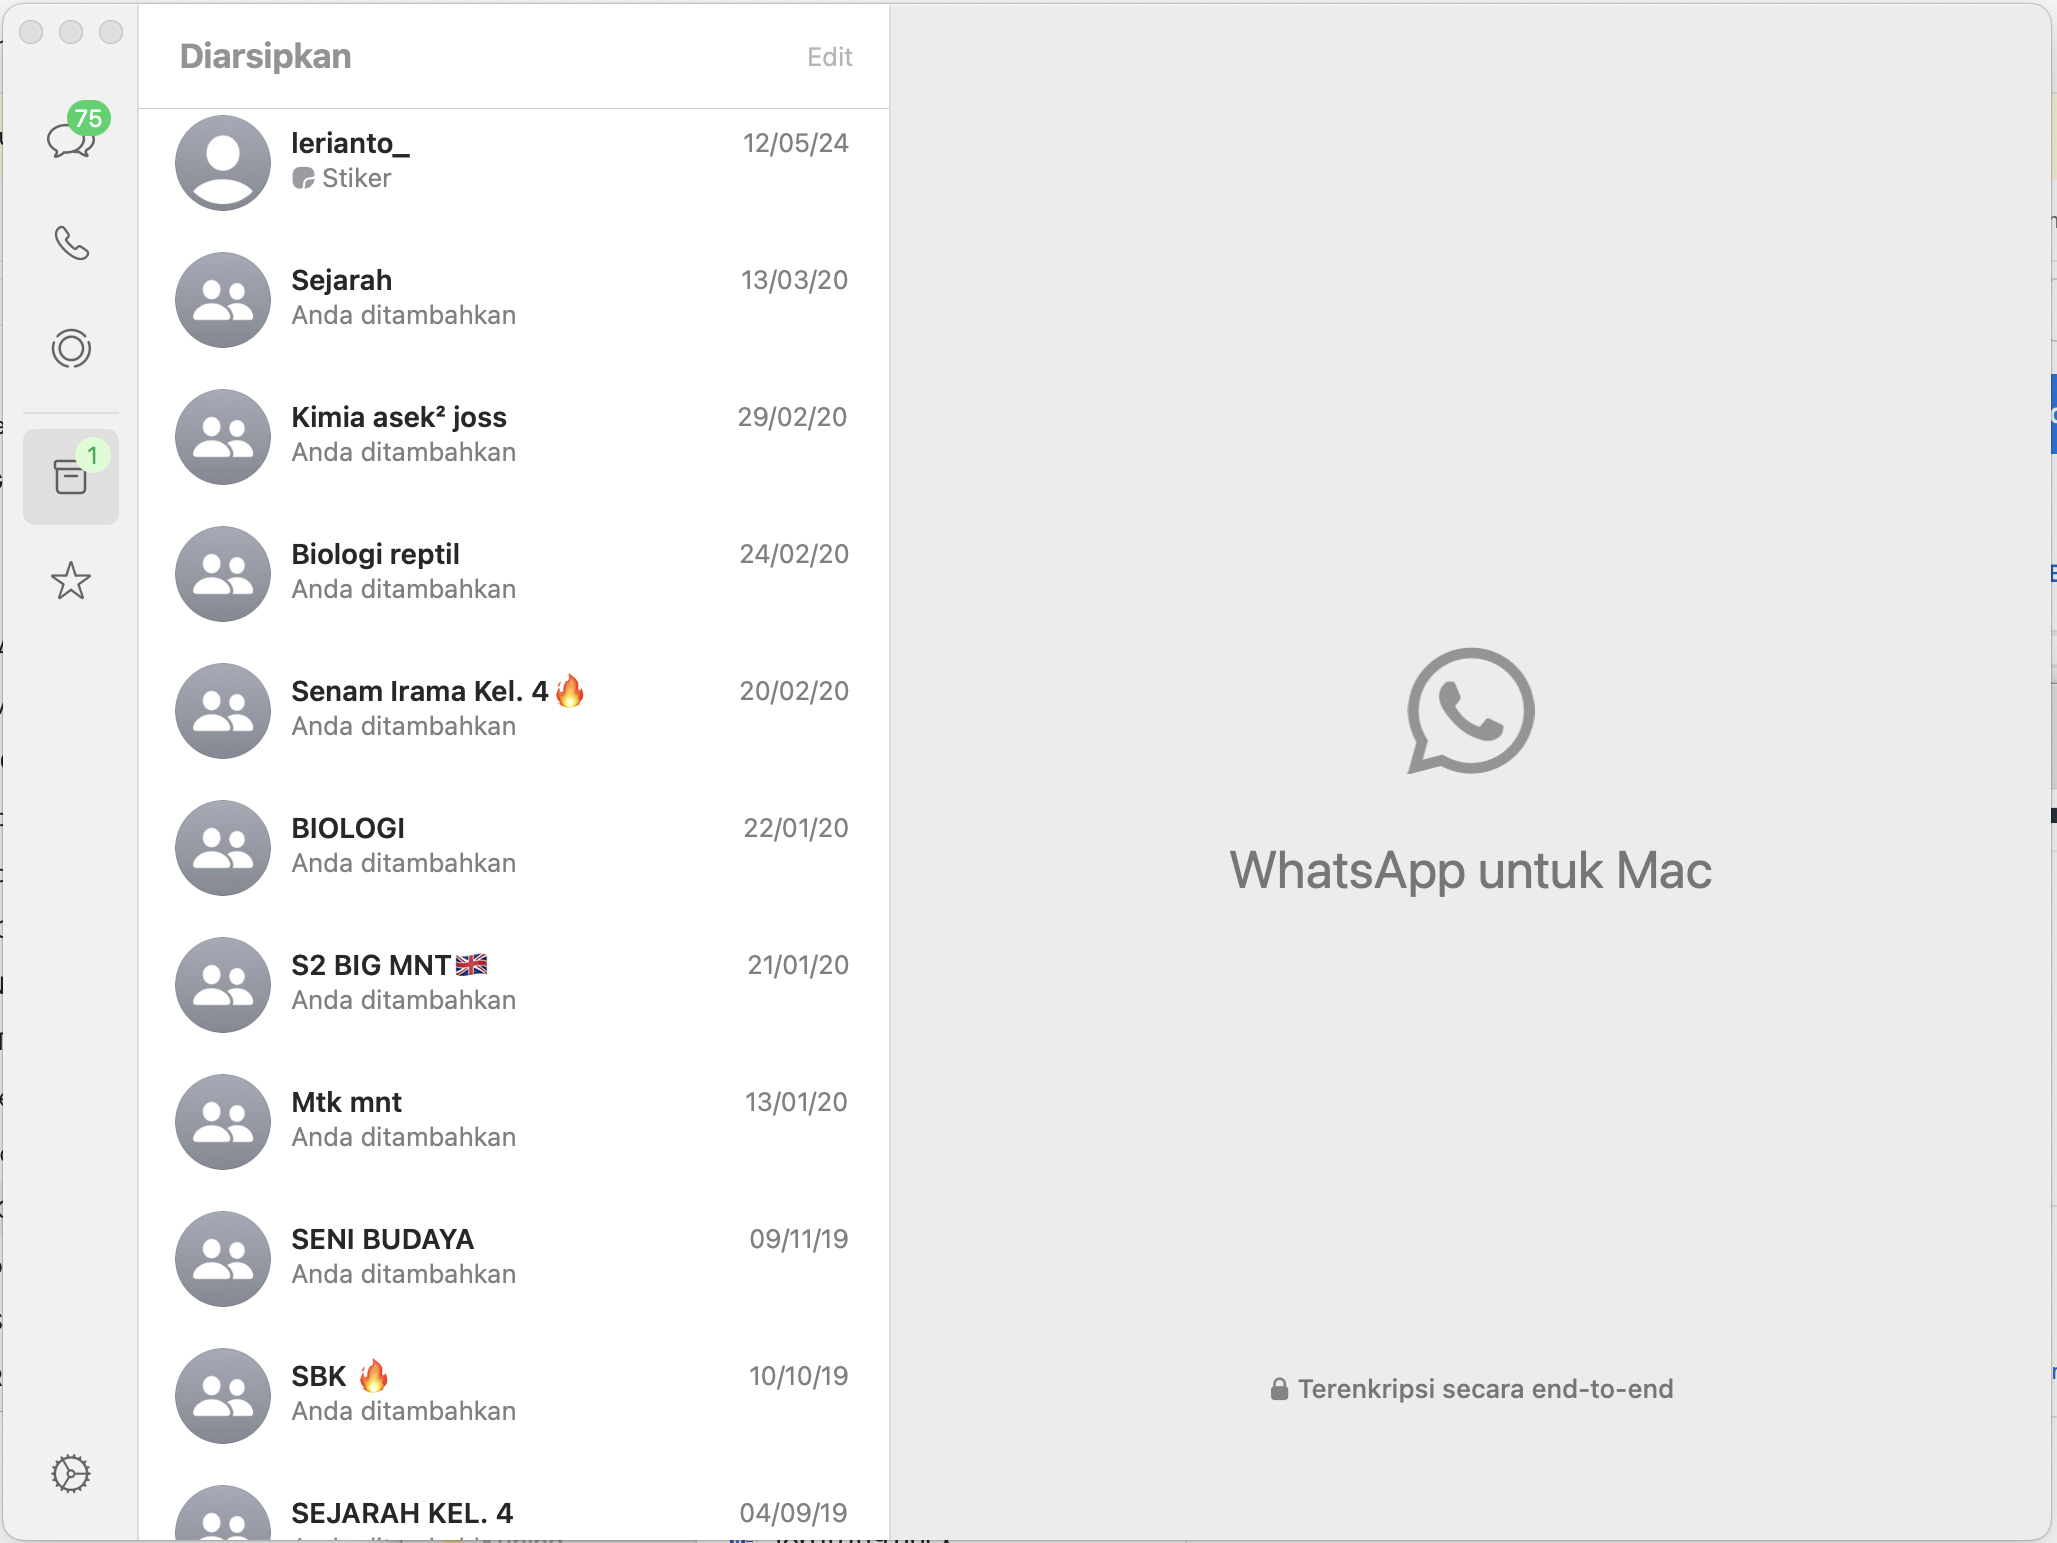 Diarsipkan
Edit
75
1
lerianto_
12/05/24
Stiker
Sejarah
13/03/20
Anda ditambahkan
Kimia asek² joss
29/02/20
Anda ditambahkan
Biologi reptil
24/02/20
Anda ditambahkan
Senam Irama Kel. 4🔥
20/02/20
Anda ditambahkan
BIOLOGI
22/01/20
Anda ditambahkan
S2 BIG MNT🇬🇧
21/01/20
Anda ditambahkan
Mtk mnt
13/01/20
Anda ditambahkan
SENI BUDAYA
09/11/19
Anda ditambahkan
SBK 🔥
10/10/19
Anda ditambahkan
SEJARAH KEL. 4
04/09/19
WhatsApp untuk Mac
Terenkripsi secara end-to-end